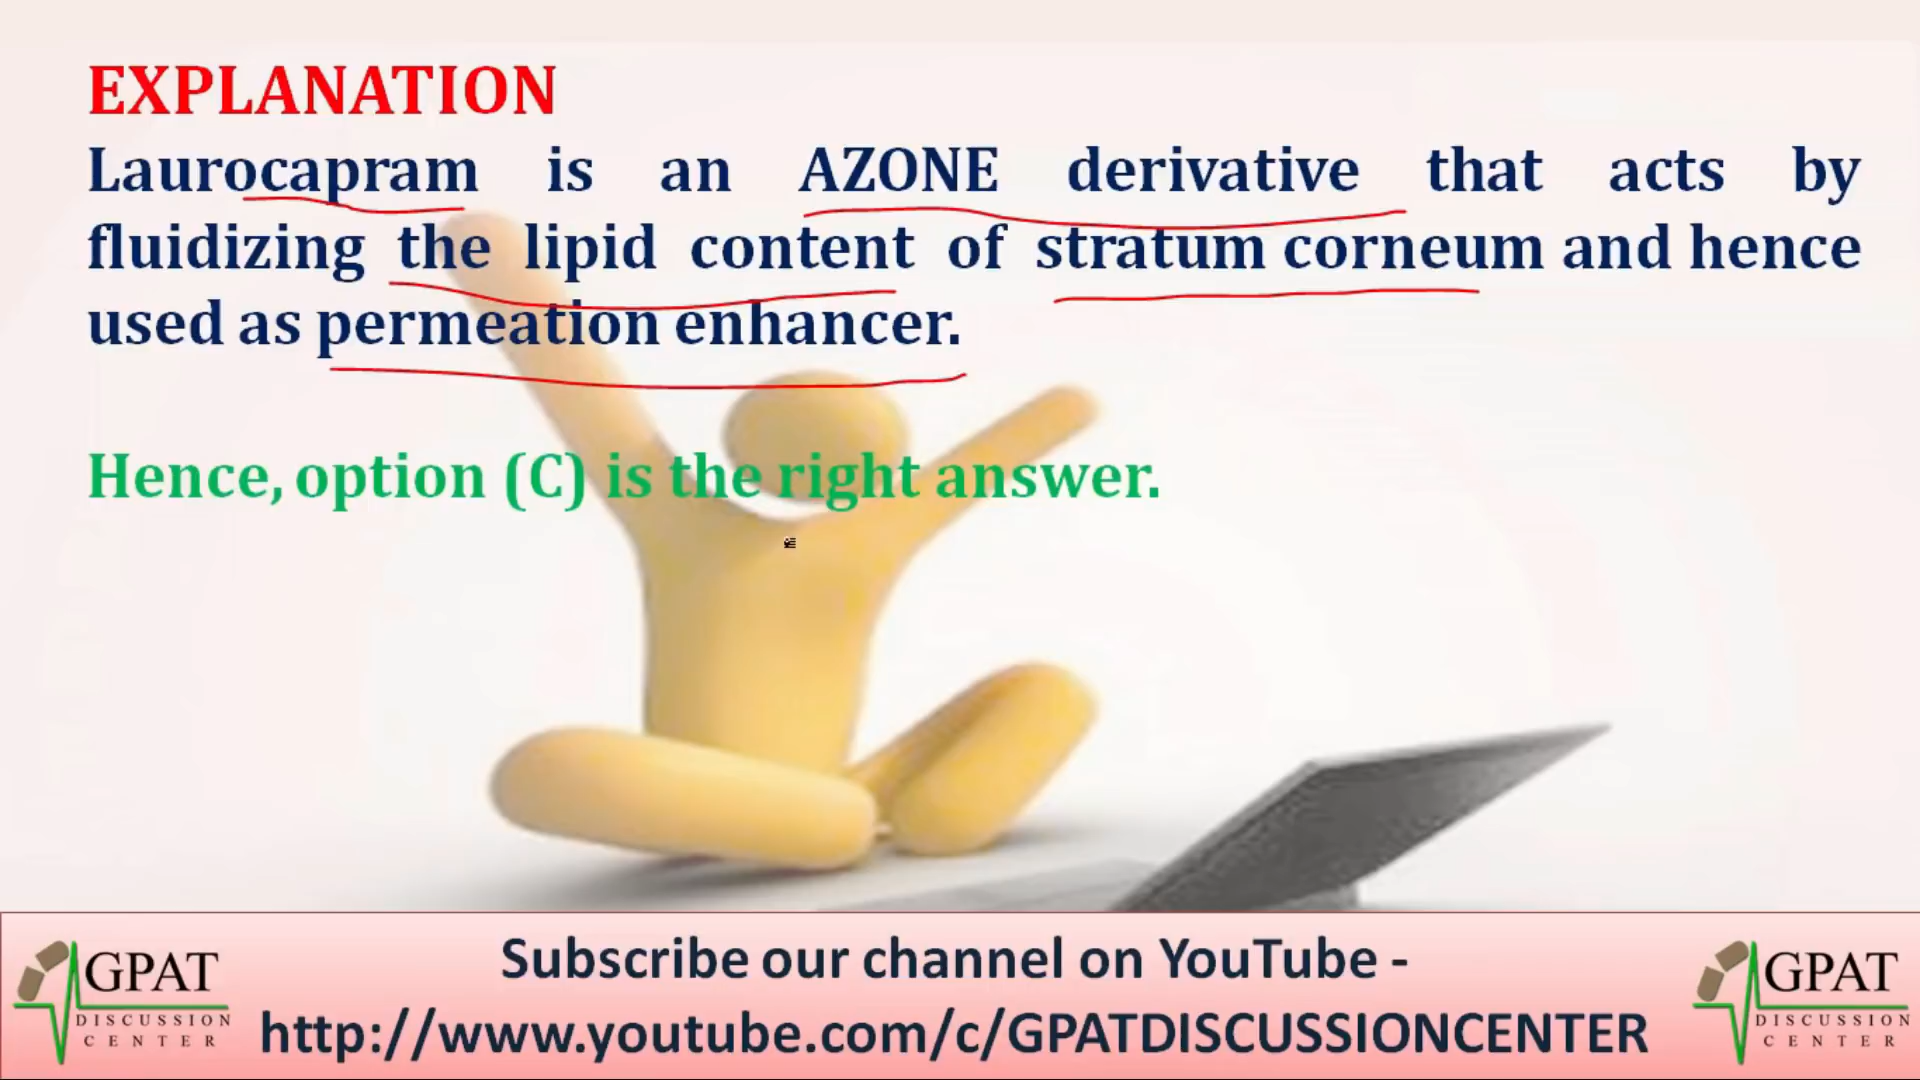 EXPLANATION
Laurocapram is an AZONE derivative that acts by
fluidizing the lipid content of stratum corneum and hence
used as permeation enhancer.
Hence, option (C) is the right answer.
GPAT
DISCUSSION
CENTER
Subscribe our channel on YouTube -
http://www.youtube.com/c/GPATDISCUSSIONCENTER
GPAT
DISCUSSION
CENTER